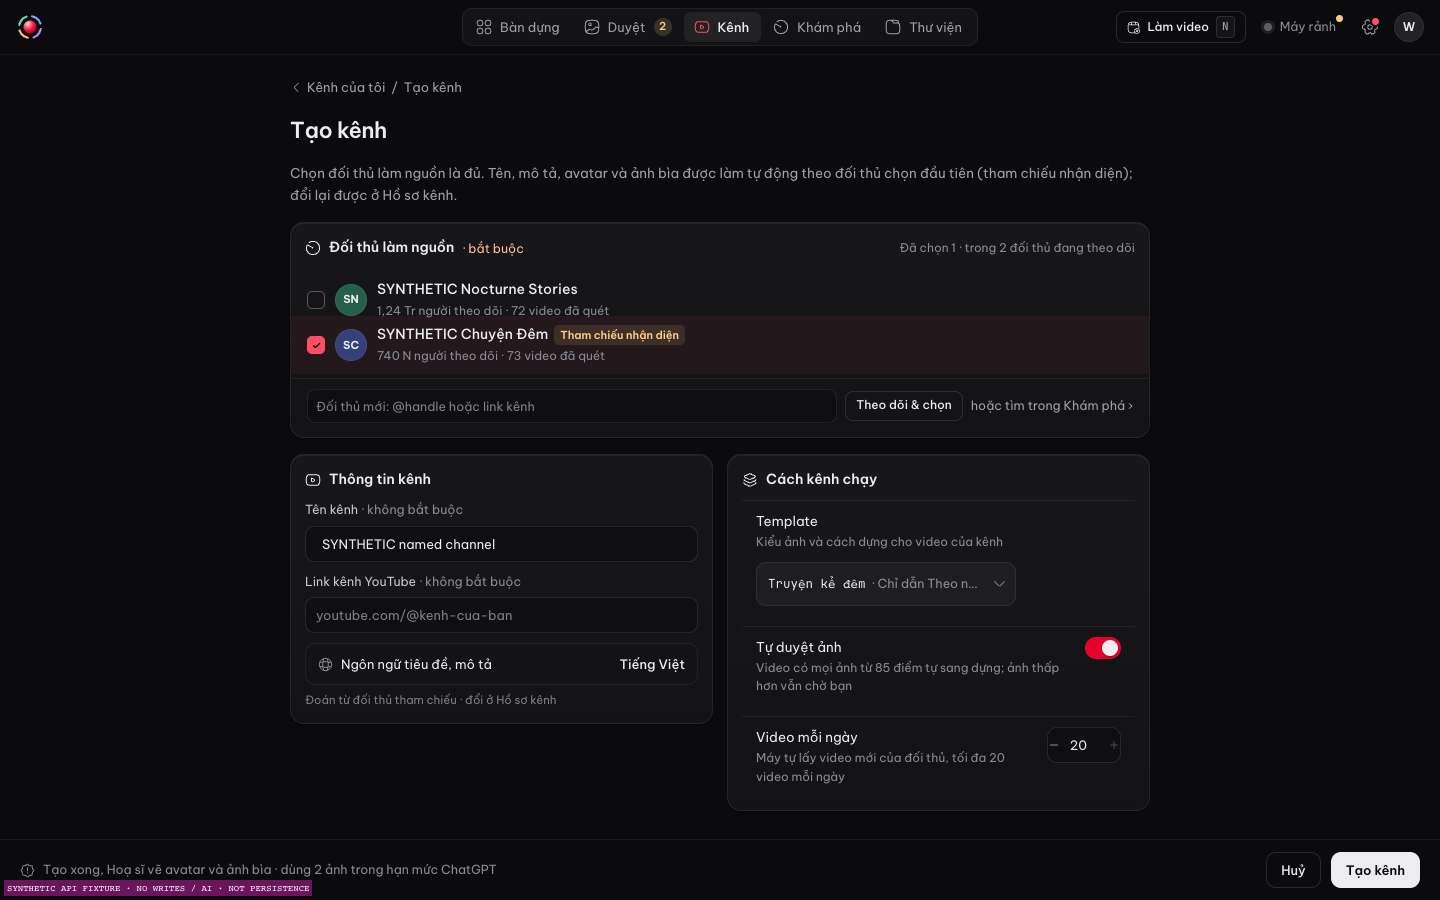 Bàn dựng
Duyệt 2
Kênh
Khám phá
Thư viện
Làm video N
Máy rảnh
W
Kênh của tôi / Tạo kênh
Tạo kênh
Chọn đối thủ làm nguồn là đủ. Tên, mô tả, avatar và ảnh bìa được làm tự động theo đối thủ chọn đầu tiên (tham chiếu nhận diện);
đổi lại được ở Hồ sơ kênh.
Đối thủ làm nguồn · bắt buộc
Đã chọn 1 · trong 2 đối thủ đang theo dõi
SN
SYNTHETIC Nocturne Stories
1,24 Tr người theo dõi · 72 video đã quét
SC
SYNTHETIC Chuyện Đêm Tham chiếu nhận diện
740 N người theo dõi · 73 video đã quét
Đối thủ mới: @handle hoặc link kênh
Theo dõi & chọn
hoặc tìm trong Khám phá ›
Thông tin kênh
Tên kênh · không bắt buộc
SYNTHETIC named channel
Link kênh YouTube · không bắt buộc
youtube.com/@kenh-cua-ban
Ngôn ngữ tiêu đề, mô tả Tiếng Việt
Đoán từ đối thủ tham chiếu · đổi ở Hồ sơ kênh
Cách kênh chạy
Template
Kiểu ảnh và cách dựng cho video của kênh
Truyện kể đêm · Chỉ dẫn Theo n...
Tự duyệt ảnh
Video có mọi ảnh từ 85 điểm tự sang dựng; ảnh thấp
hơn vẫn chờ bạn
Video mỗi ngày
Máy tự lấy video mới của đối thủ, tối đa 20
video mỗi ngày
− 20 +
Tạo xong, Hoạ sĩ vẽ avatar và ảnh bìa · dùng 2 ảnh trong hạn mức ChatGPT
Huỷ
Tạo kênh
SYNTHETIC API FIXTURE · NO WRITES / AI · NOT PERSISTENCE